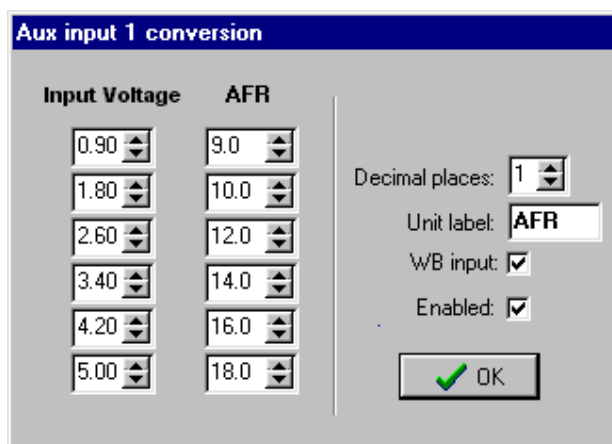 Aux input 1 conversion
Input Voltage AFR
0.90 9.0
1.80 10.0
2.60 12.0
3.40 14.0
4.20 16.0
5.00 18.0
Decimal places: 1
Unit label: AFR
WB input:
Enabled:
OK